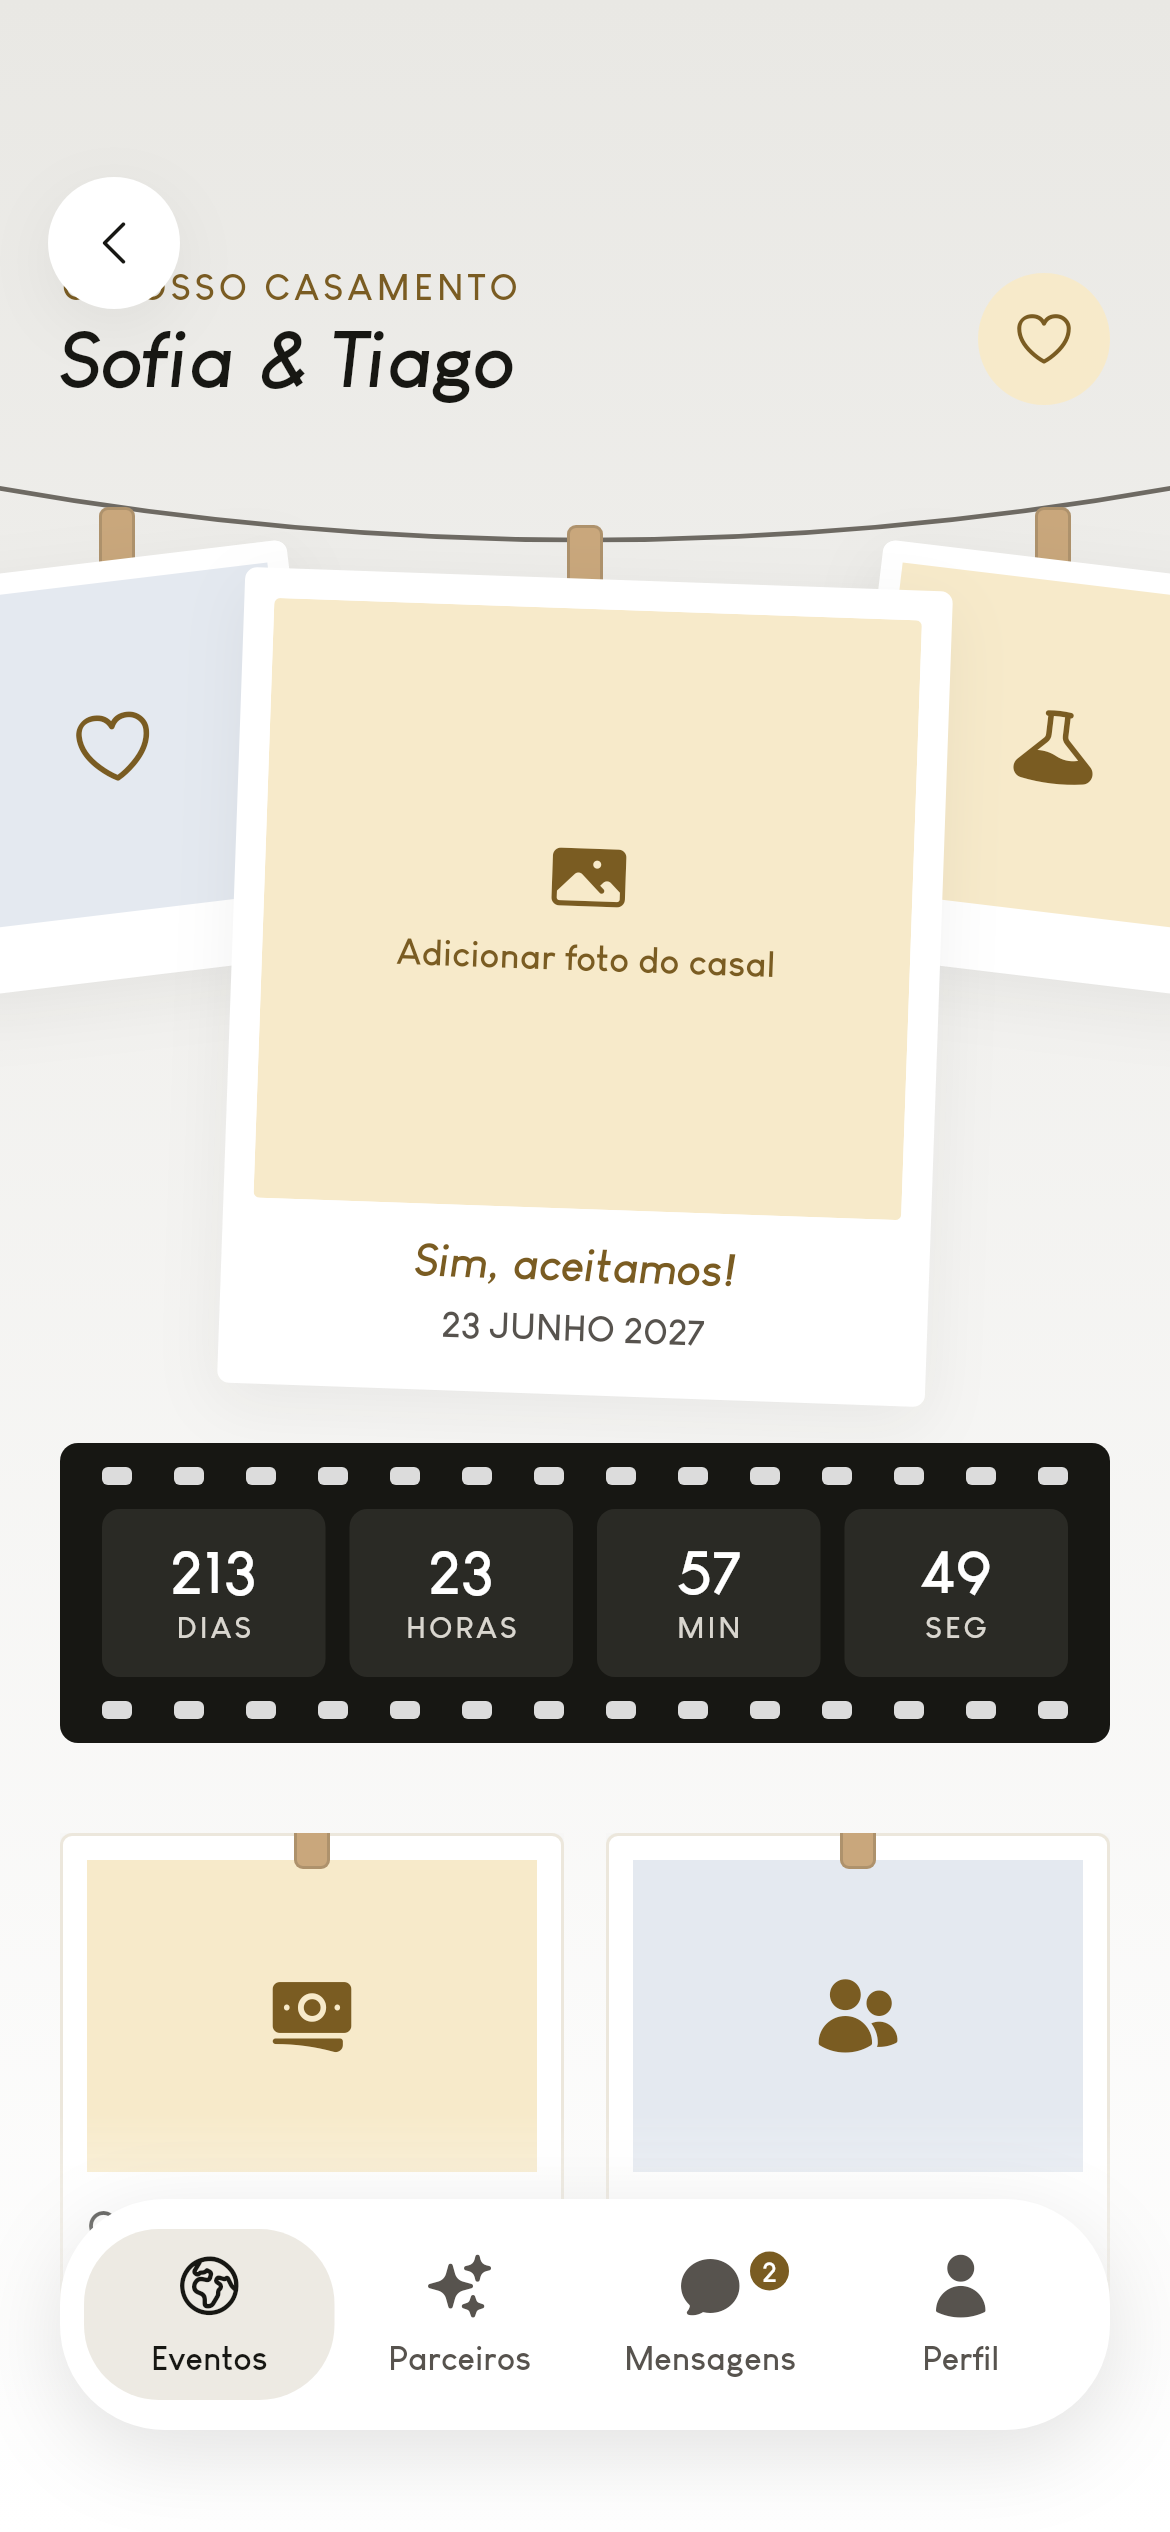 CASAMENTO
Sofia & Tiago
Adicionar foto do casal
Sim, aceitamos!
23 JUNHO 2027
213
DIAS
23
HORAS
57
MIN
49
SEG
Eventos
Parceiros
2
Mensagens
Perfil